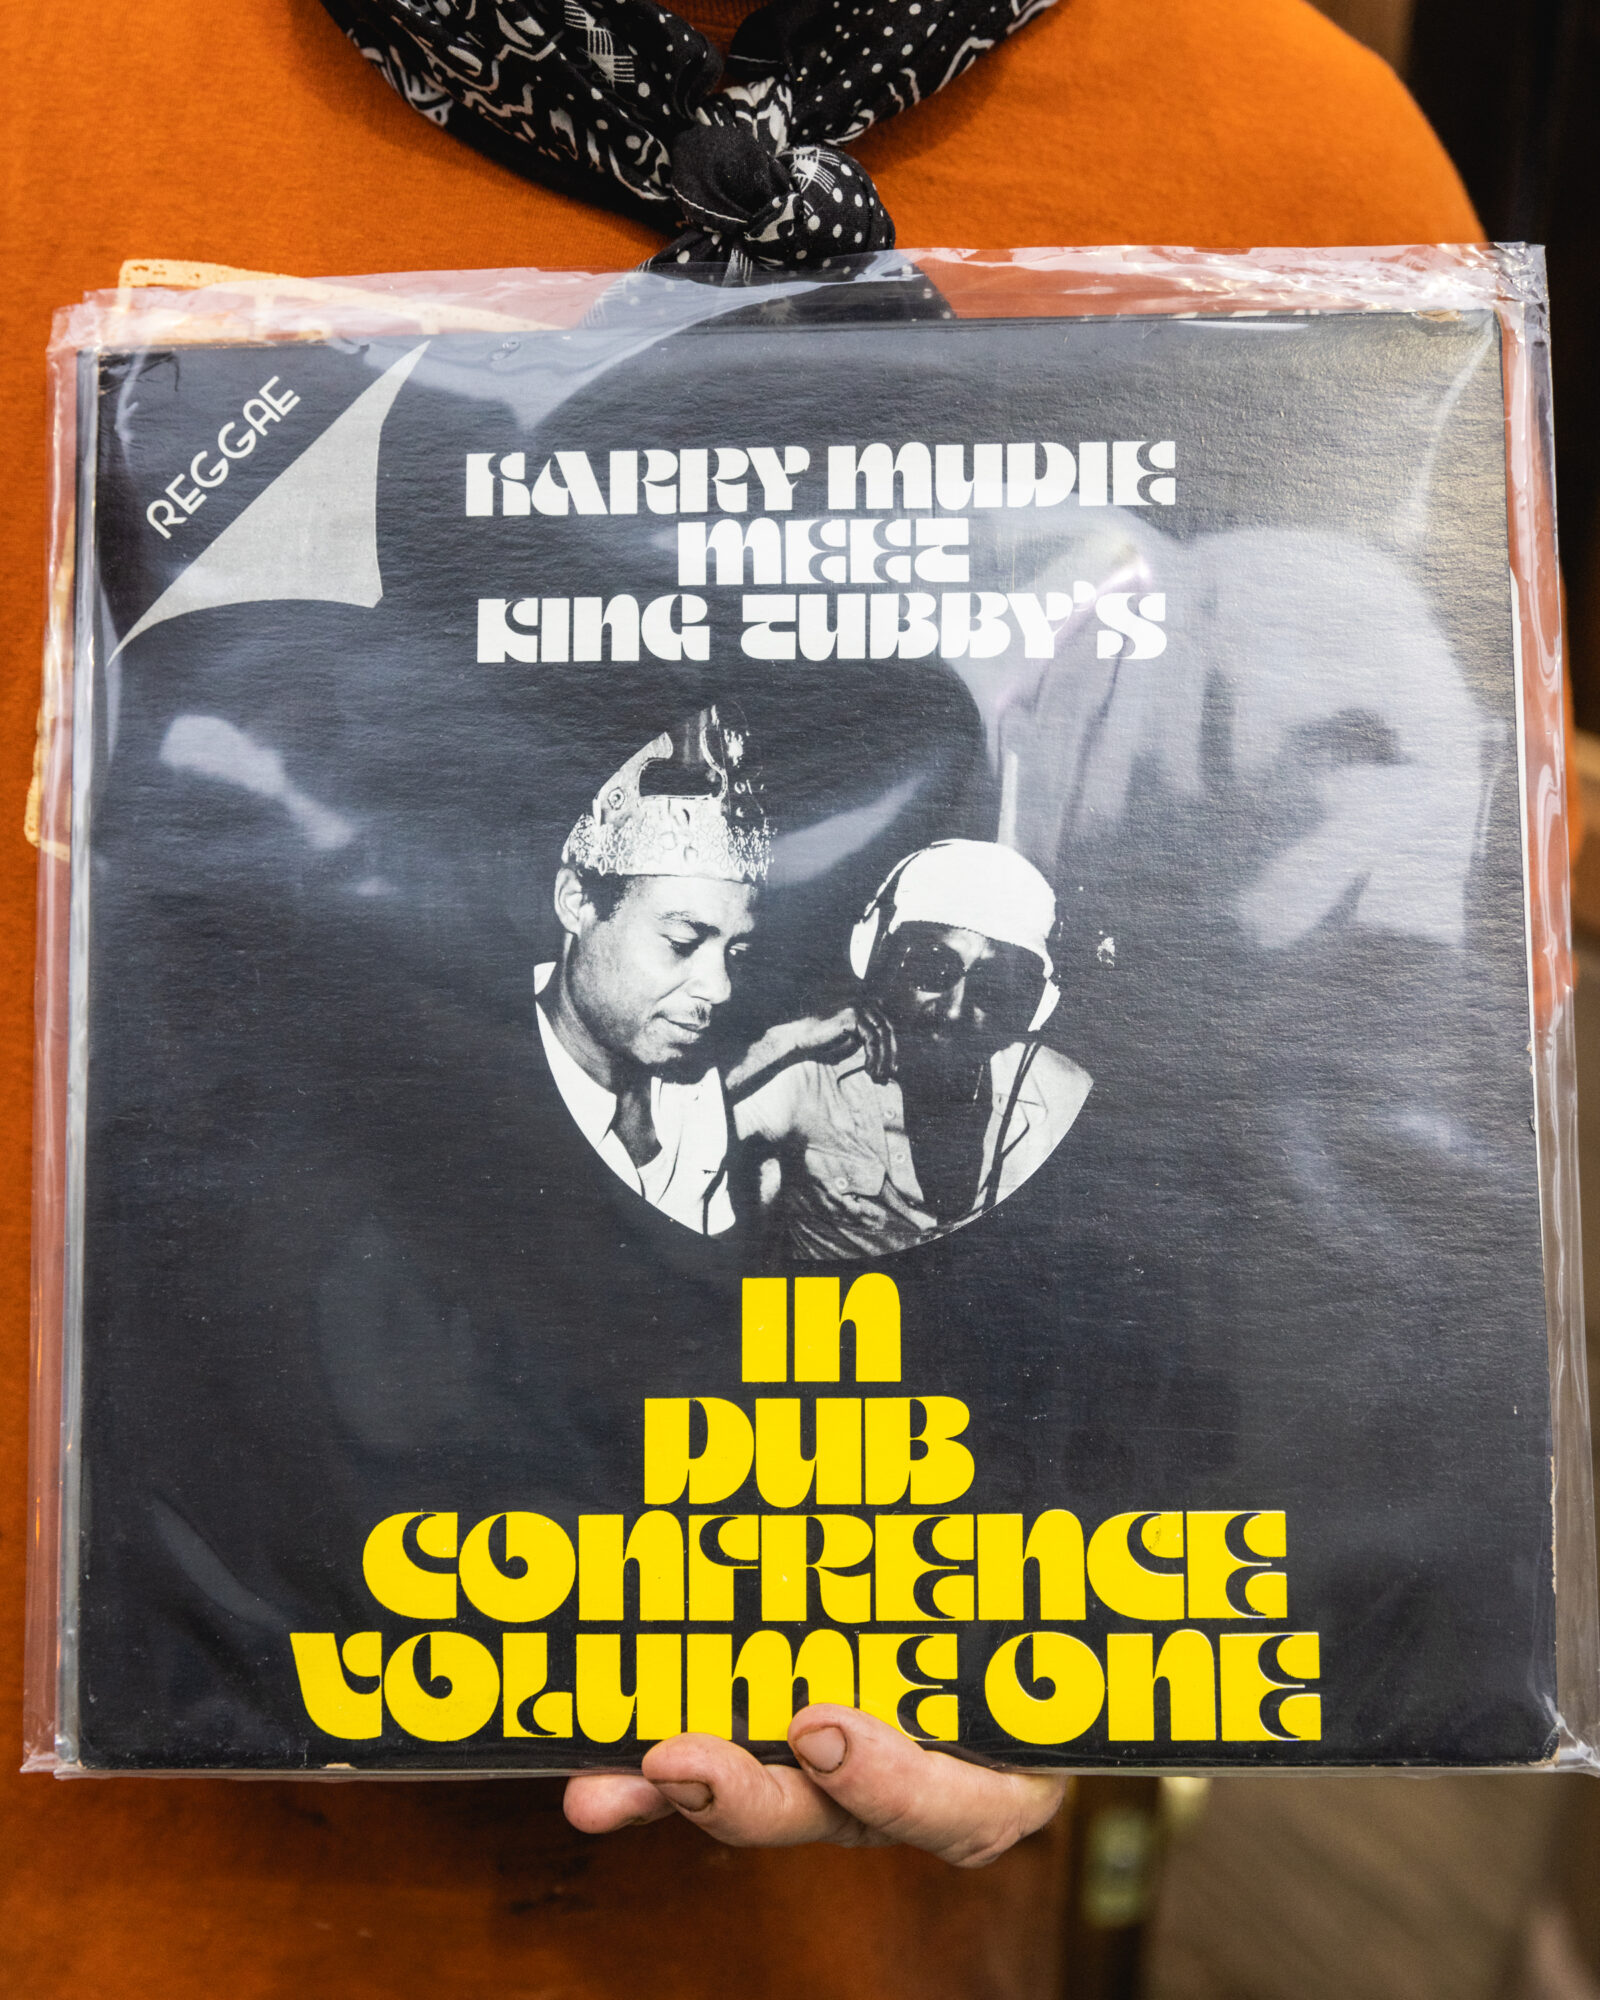 REGGAE
HARRY MUDIE
MEET
KING TUBBY'S
IN
DUB
CONFRENCE
VOLUME ONE